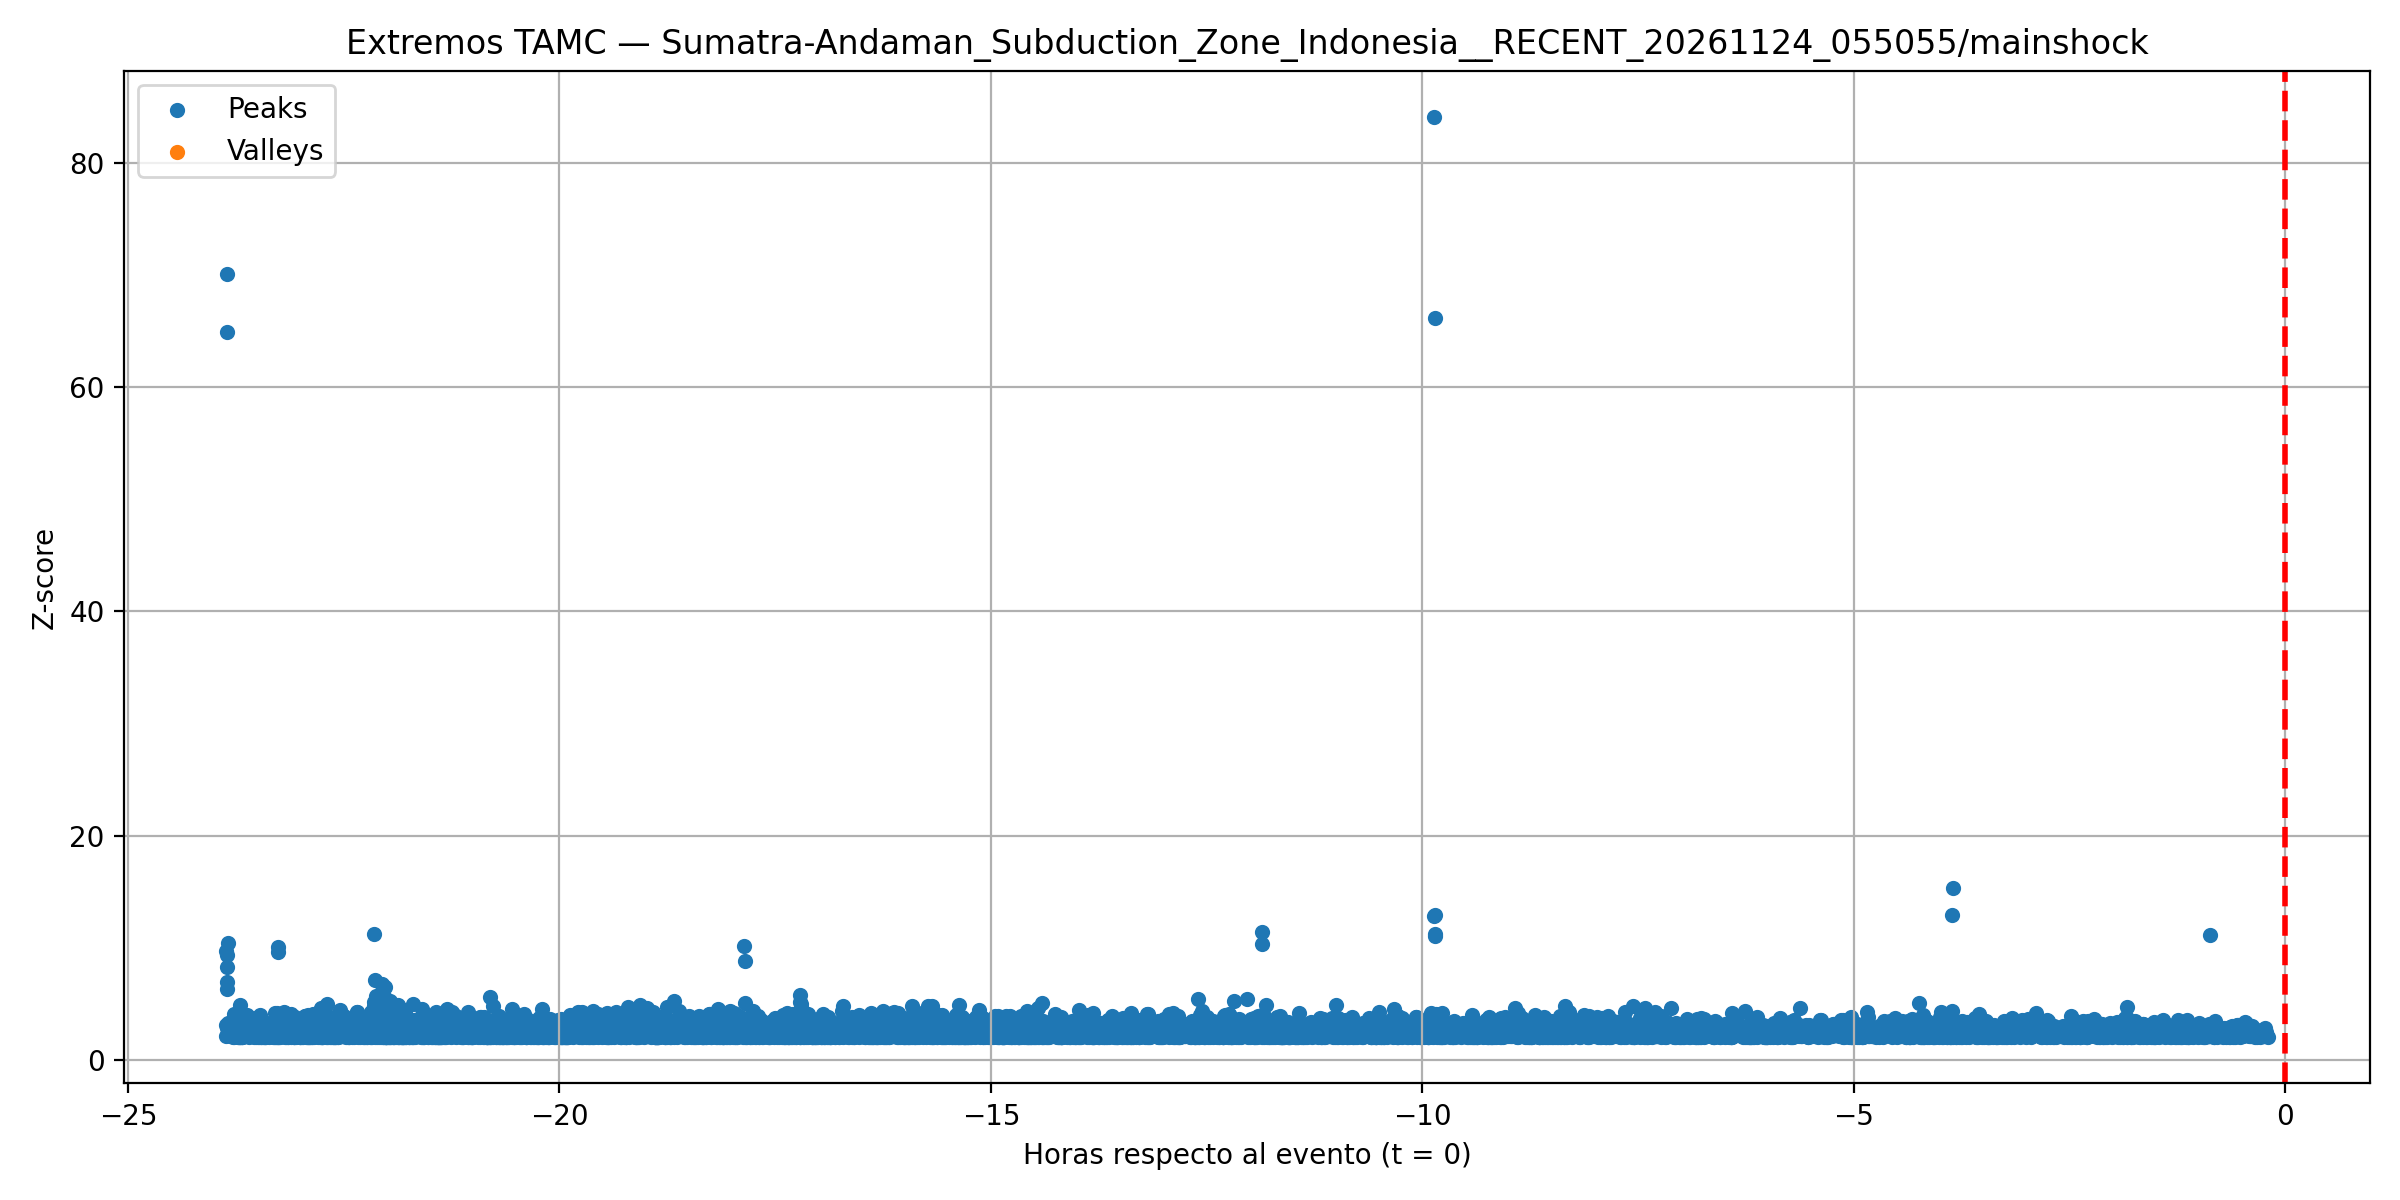 Extremos TAMC — Sumatra-Andaman_Subduction_Zone_Indonesia__RECENT_20261124_055055/mainshock
Peaks
Valleys
80
60
40
20
0
Z-score
−25
−20
−15
−10
−5
0
Horas respecto al evento (t = 0)